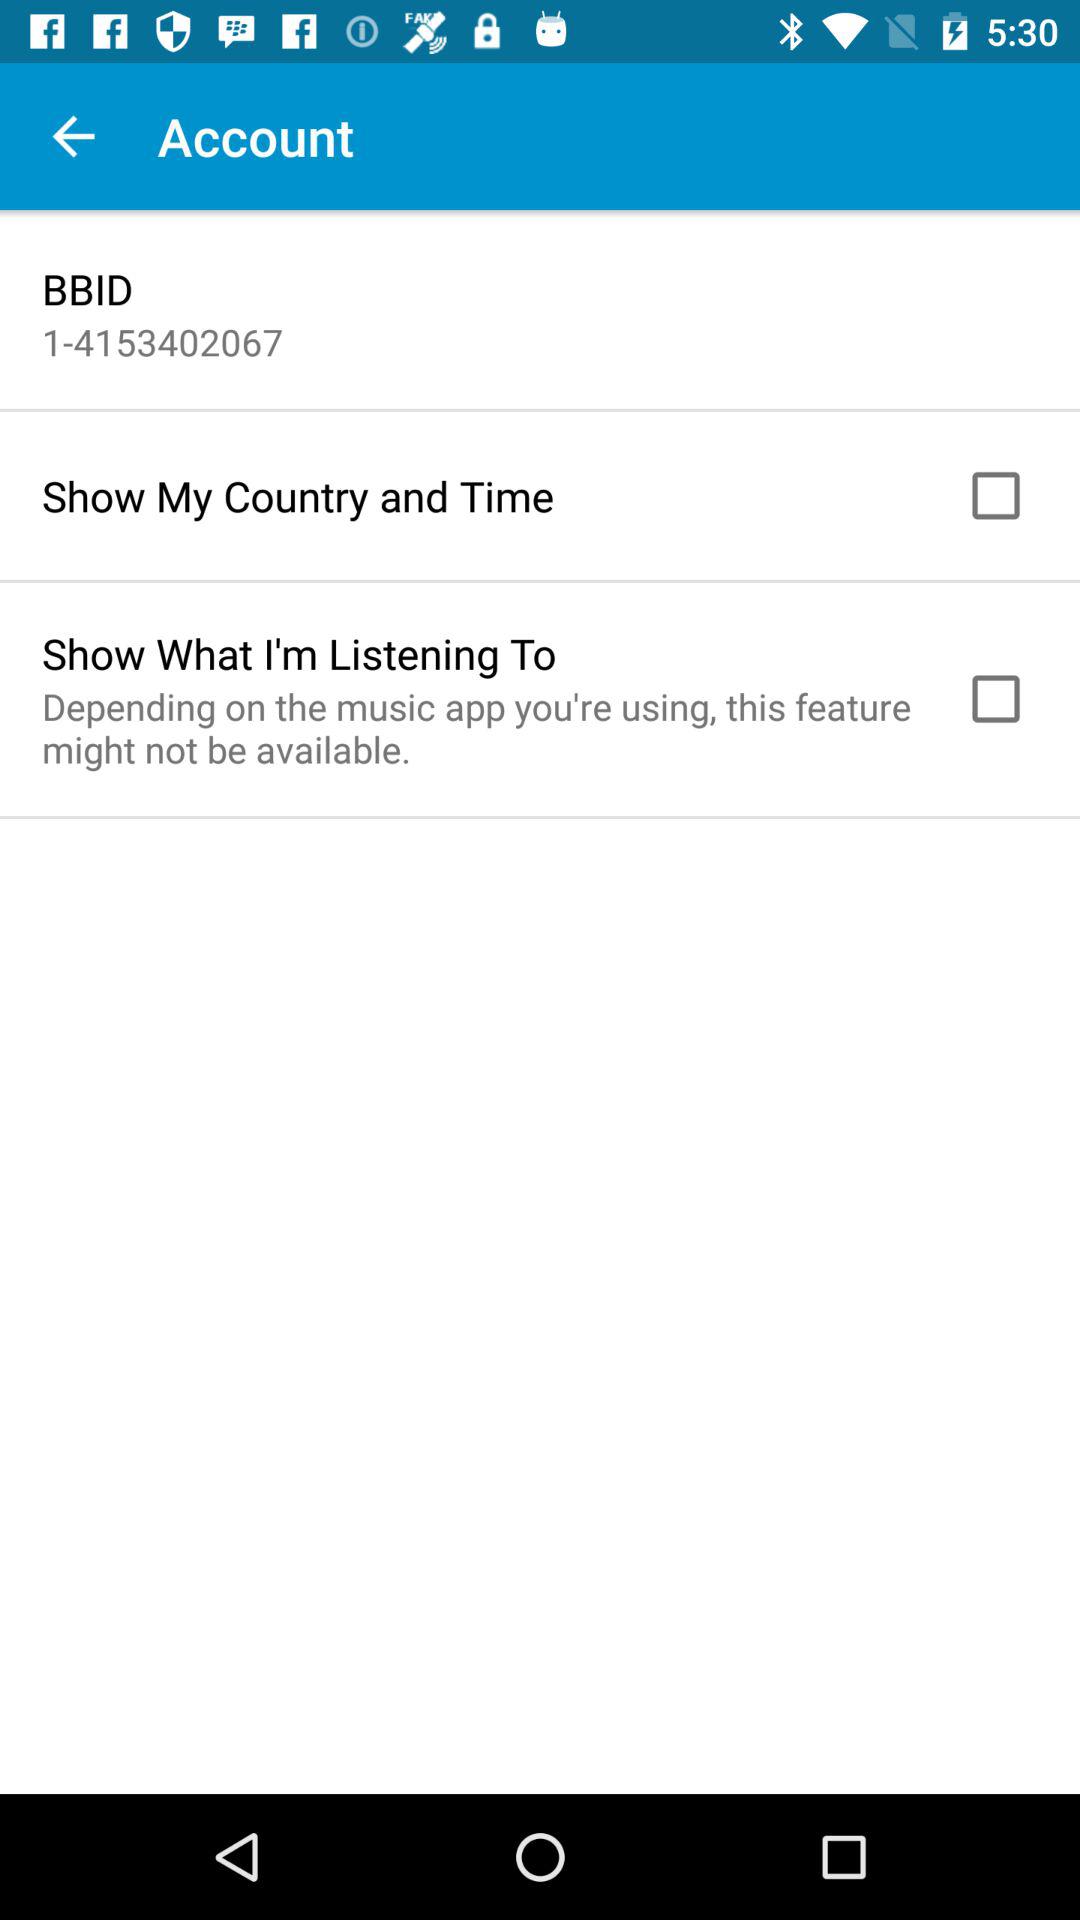 FAKE
5:30
Account
BBID
1-4153402067
Show My Country and Time
Show What I'm Listening To
Depending on the music app you're using, this feature
might not be available.